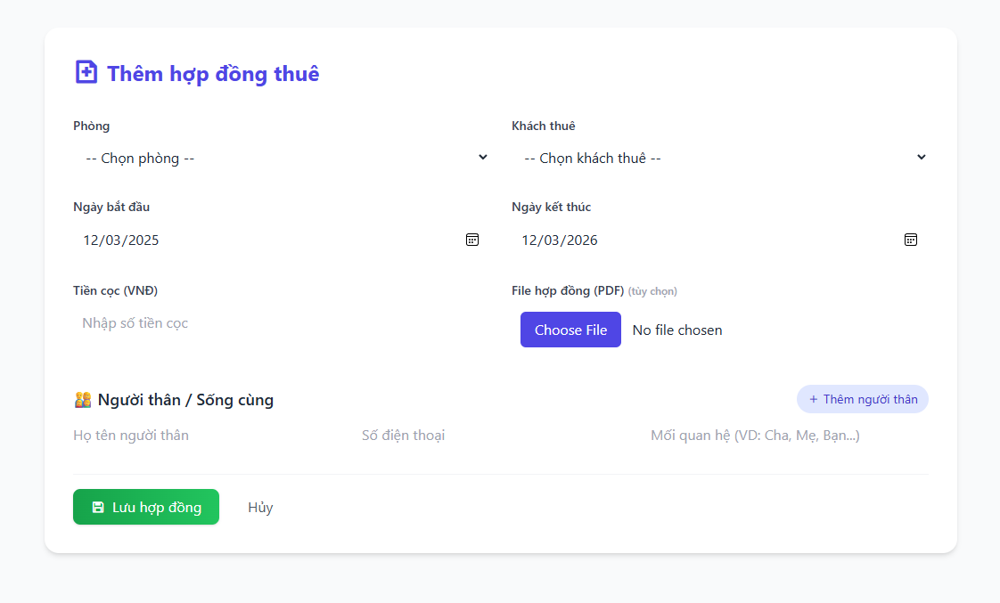 Thêm hợp đồng thuê
Phòng
Khách thuê
-- Chọn phòng --
-- Chọn khách thuê --
Ngày bắt đầu
Ngày kết thúc
12/03/2025
12/03/2026
Tiền cọc (VNĐ)
File hợp đồng (PDF) (tùy chọn)
Nhập số tiền cọc
Choose File No file chosen
Người thân / Sống cùng
+ Thêm người thân
Họ tên người thân
Số điện thoại
Mối quan hệ (VD: Cha, Mẹ, Bạn...)
Lưu hợp đồng
Hủy